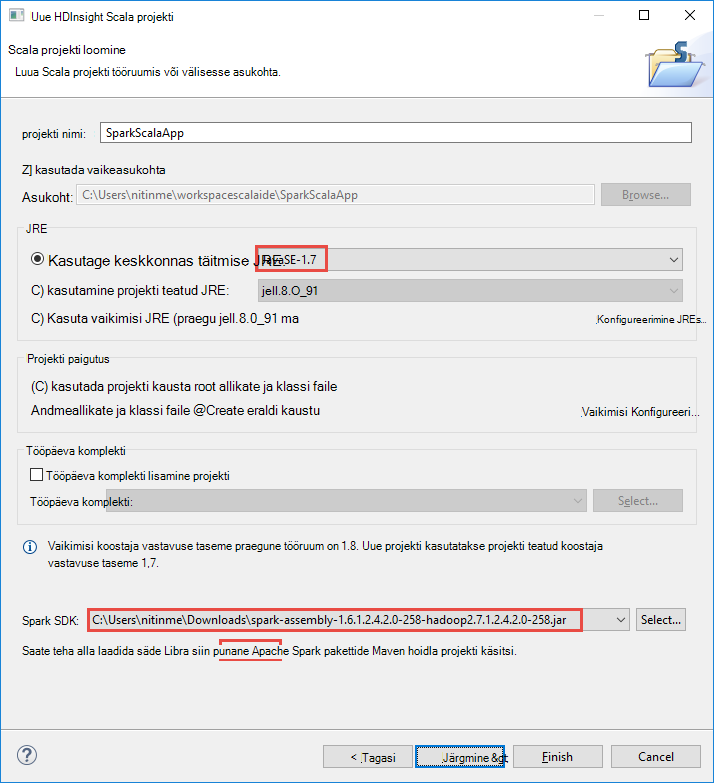 Uue HDInsight Scala projekti
Scala projekti loomine
Luua Scala projekti tööruumis või välisesse asukohta.
projekti nimi: SparkScalaApp
Z] kasutada vaikeasukohta
Asukoht: C:\Users\nitinme\workspacescalaide\SparkScalaApp Browse...
JRE
Kasutage keskkonnas täitmise JRE: SE-1.7
C) kasutamine projekti teatud JRE: jell.8.O_91
C) Kasuta vaikimisi JRE (praegu jell.8.0_91 ma Konfigureerimine JREs...
Projekti paigutus
(C) kasutada projekti kausta root allikate ja klassi faile
Andmeallikate ja klassi faile @Create eraldi kaustu Vaikimisi Konfigureeri...
Tööpäeva komplekti
Tööpäeva komplekti lisamine projekti
Tööpäeva komplekti: Select...
Vaikimisi koostaja vastavuse taseme praegune tööruum on 1.8. Uue projekti kasutatakse projekti teatud koostaja
vastavuse taseme 1,7.
Spark SDK: C:\Users\nitinme\Downloads\spark-assembly-1.6.1.2.4.2.0-258-hadoop2.7.1.2.4.2.0-258.jar Select...
Saate teha alla laadida säde Libra siin punane Apache Spark pakettide Maven hoidla projekti käsitsi.
< Tagasi Järgmine &gt; Finish Cancel